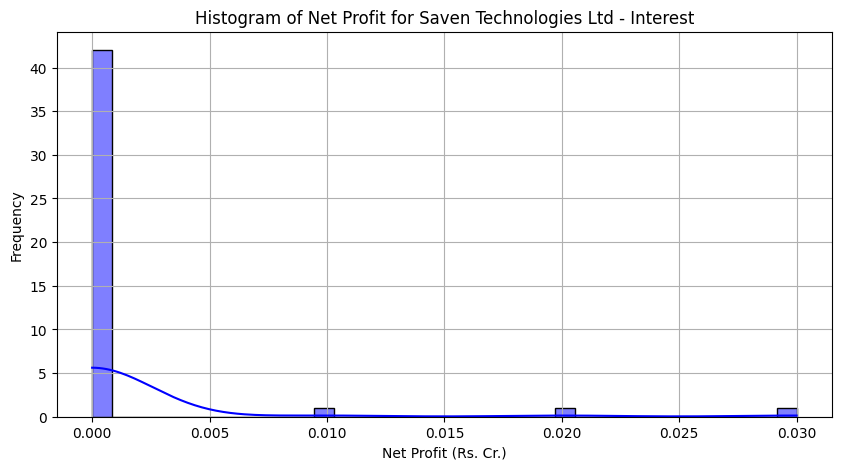 Histogram of Net Profit for Saven Technologies Ltd - Interest
Frequency
40
35
30
25
20
15
10
5
0
0.000 0.005 0.010 0.015 0.020 0.025 0.030
Net Profit (Rs. Cr.)